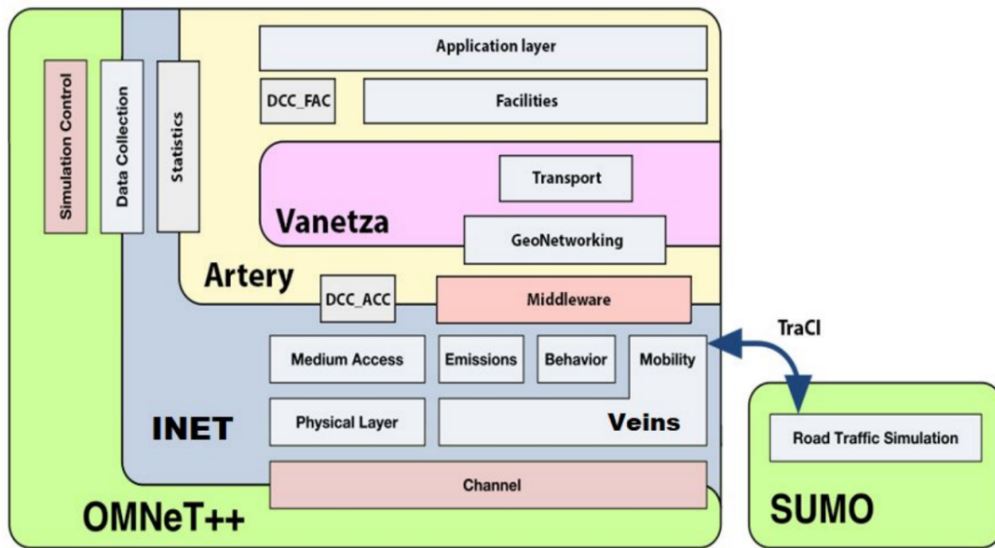 Application layer
DCC_FAC
Facilities
Simulation Control
Data Collection
Statistics
Transport
Vanetza
GeoNetworking
Artery
DCC_ACC
Middleware
TraCI
Medium Access
Emissions
Behavior
Mobility
INET
Physical Layer
Veins
Road Traffic Simulation
Channel
OMNeT++
SUMO